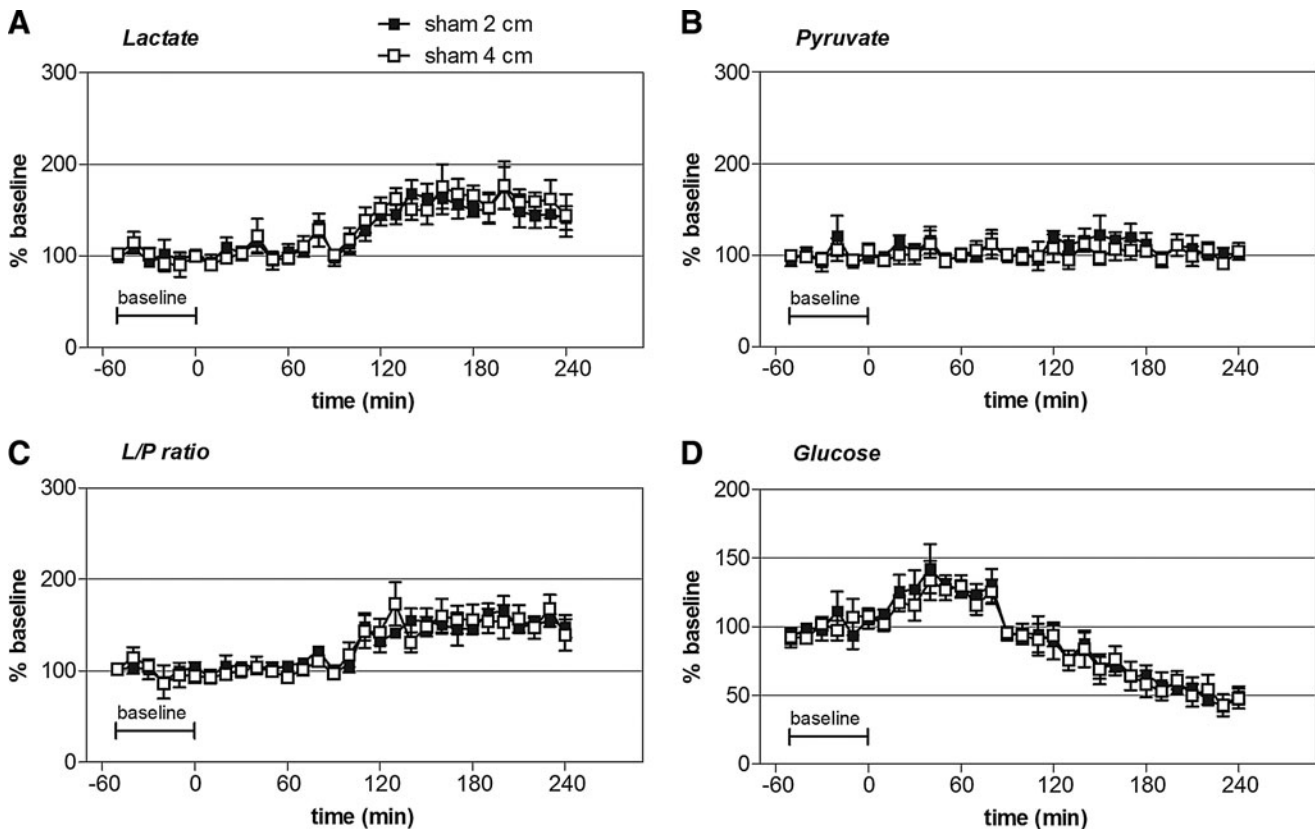 A
Lactate
sham 2 cm
sham 4 cm
% baseline
300
200
100
0
baseline
-60 0 60 120 180 240
time (min)
B
Pyruvate
% baseline
300
200
100
0
baseline
-60 0 60 120 180 240
time (min)
C
L/P ratio
% baseline
300
200
100
0
baseline
-60 0 60 120 180 240
time (min)
D
Glucose
% baseline
200
150
100
50
0
baseline
-60 0 60 120 180 240
time (min)